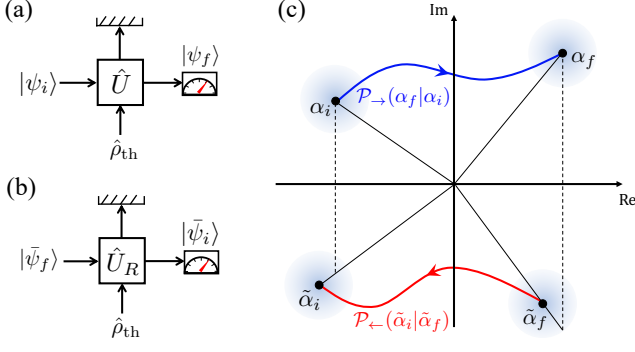 (a)
|ψ_i⟩
Û
|ψ_f⟩
ρ̂_th
(b)
|ψ̄_f⟩
Û_R
|ψ̄_i⟩
ρ̂_th
(c)
Im
Re
α_i
α_f
𝒫_→(α_f|α_i)
α̃_i
α̃_f
𝒫_←(α̃_i|α̃_f)